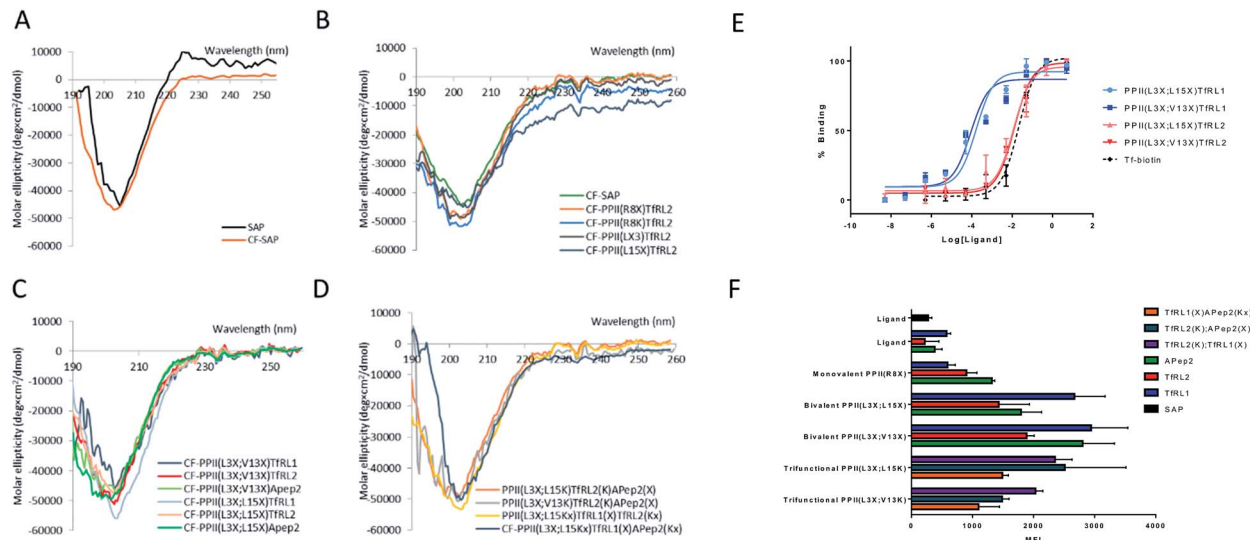 A
Wavelength (nm)
10000
0
-10000
-20000
-30000
-40000
-50000
-60000
190 200 210 220 230 240 250
Molar ellipticity (deg×cm²/dmol)
SAP
CF-SAP
B
Wavelength (nm)
10000
0
-10000
-20000
-30000
-40000
-50000
-60000
190 200 210 220 230 240 250 260
Molar ellipticity (deg×cm²/dmol)
CF-SAP
CF-PPII(R8X)TfRL2
CF-PPII(R8K)TfRL2
CF-PPII(LX3)TfRL2
CF-PPII(L15X)TfRL2
C
Wavelength (nm)
10000
0
-10000
-20000
-30000
-40000
-50000
-60000
190 200 210 220 230 240 250 260
Molar ellipticity (deg×cm²/dmol)
CF-PPII(L3X;V13X)TfRL1
CF-PPII(L3X;V13X)TfRL2
CF-PPII(L3X;V13X)Apep2
CF-PPII(L3X;L15X)TfRL1
CF-PPII(L3X;L15X)TfRL2
CF-PPII(L3X;L15X)Apep2
D
Wavelength (nm)
10000
0
-10000
-20000
-30000
-40000
-50000
-60000
190 200 210 220 230 240 250 260
Molar ellipticity (deg×cm²/dmol)
PPII(L3X;L15K)TfRL2(K)APep2(X)
PPII(L3X;V13K)TfRL2(K)APep2(X)
PPII(L3X;L15Kx)TfRL1(X)TfRL2(Kx)
CF-PPII(L3X;L15Kx)TfRL1(X)APep2(Kx)
E
% Binding
100
50
0
-10 -8 -6 -4 -2 0 2
Log[Ligand]
PPII(L3X;L15X)TfRL1
PPII(L3X;V13X)TfRL1
PPII(L3X;L15X)TfRL2
PPII(L3X;V13X)TfRL2
Tf-biotin
F
Ligand
Ligand
Monovalent PPII(R8X)
Bivalent PPII(L3X;L15X)
Bivalent PPII(L3X;V13X)
Trifunctional PPII(L3X;L15K)
Trifunctional PPII(L3X;V13K)
0 1000 2000 3000 4000
MFI
TfRL1(X)APep2(Kx)
TfRL2(K);APep2(X)
TfRL2(K);TfRL1(X)
APep2
TfRL2
TfRL1
SAP